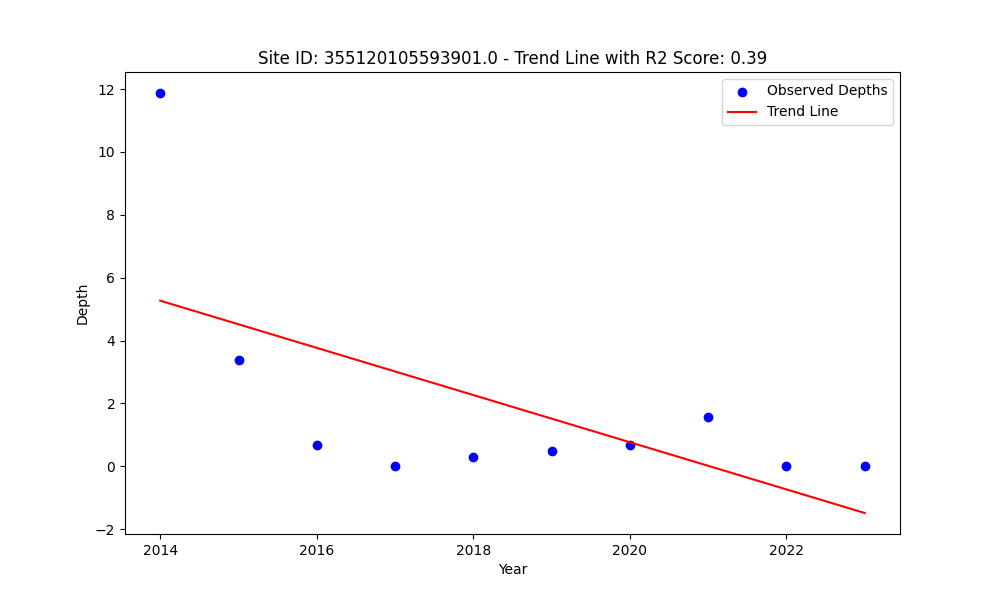 Site ID: 355120105593901.0 - Trend Line with R2 Score: 0.39
Observed Depths
Trend Line
12
10
8
6
4
2
0
−2
Depth
2014
2016
2018
2020
2022
Year